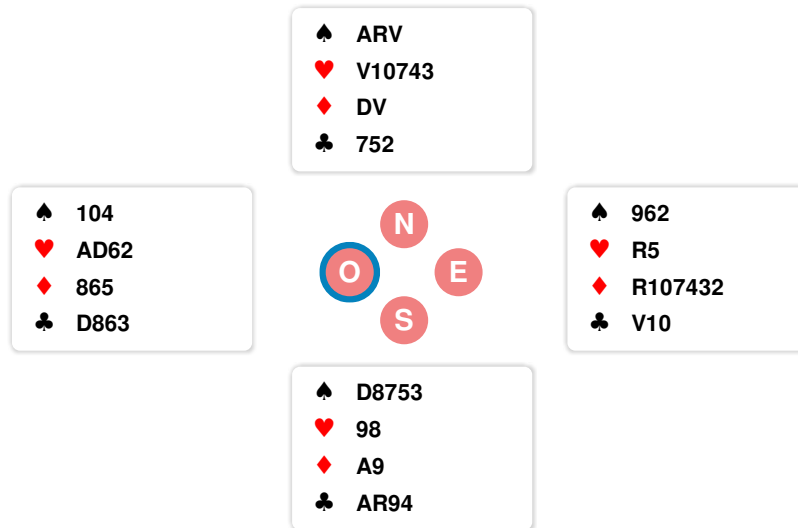 ♠ ARV
♥ V10743
♦ DV
♣ 752
♠ 104
♥ AD62
♦ 865
♣ D863
N
O E
S
♠ 962
♥ R5
♦ R107432
♣ V10
♠ D8753
♥ 98
♦ A9
♣ AR94